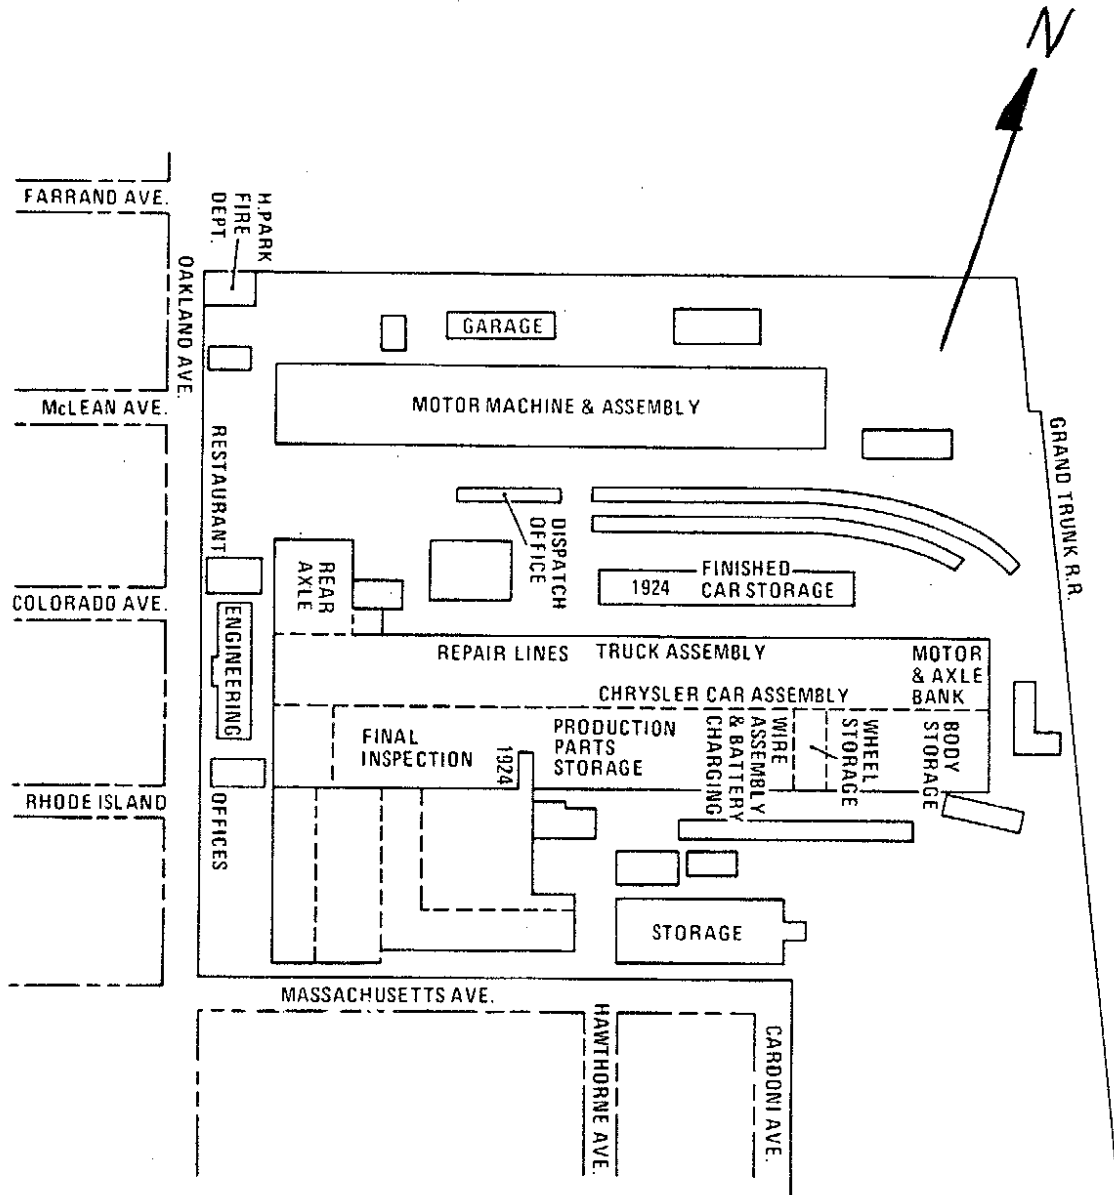 N
FARRAND AVE.
H.PARK
FIRE
DEPT.
OAKLAND AVE.
GARAGE
McLEAN AVE.
MOTOR MACHINE & ASSEMBLY
GRAND TRUNK R.R.
RESTAURANT
DISPATCH
OFFICE
REAR
AXLE
1924
FINISHED
CAR STORAGE
COLORADO AVE.
ENGINEERING
REPAIR LINES
TRUCK ASSEMBLY
MOTOR
& AXLE
BANK
CHRYSLER CAR ASSEMBLY
FINAL
INSPECTION
1924
PRODUCTION
PARTS
STORAGE
WIRE
ASSEMBLY
& BATTERY
CHARGING
WHEEL
STORAGE
BODY
STORAGE
RHODE ISLAND
OFFICES
STORAGE
MASSACHUSETTS AVE.
HAWTHORNE AVE.
CARDONI AVE.